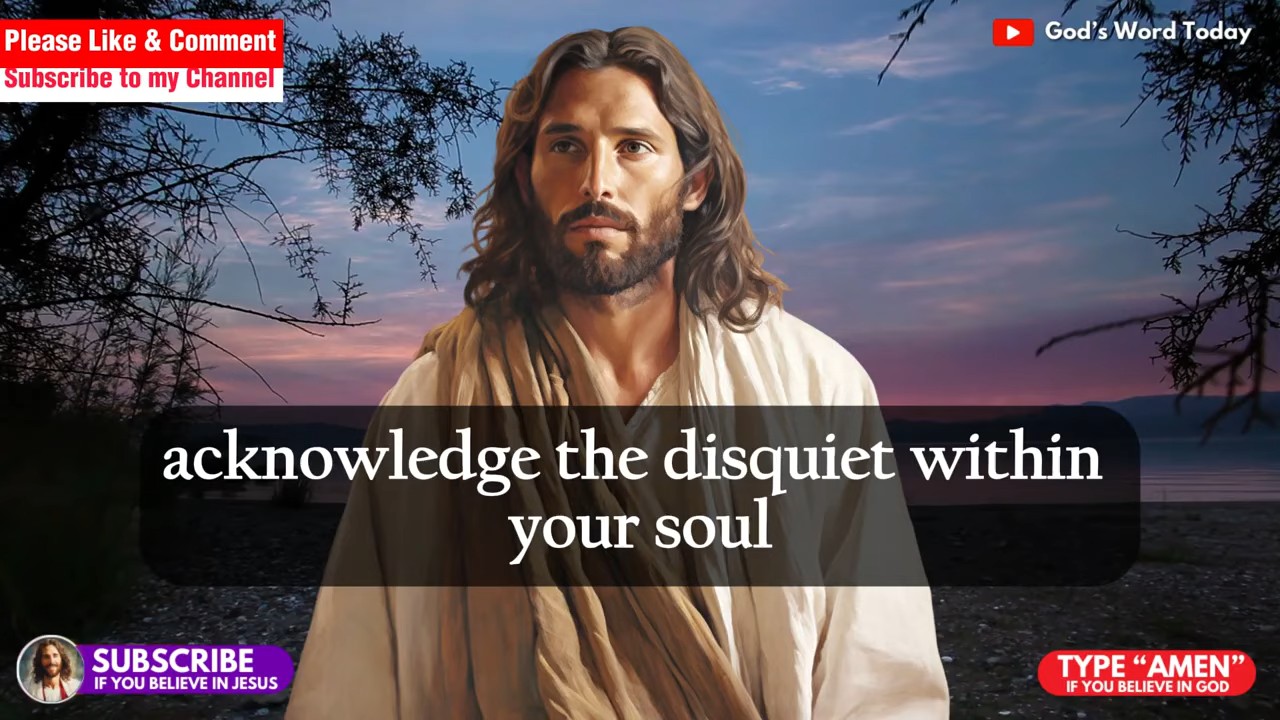 Please Like & Comment
Subscribe to my Channel
God's Word Today
acknowledge the disquiet within
your soul
SUBSCRIBE
IF YOU BELIEVE IN JESUS
TYPE “AMEN”
IF YOU BELIEVE IN GOD